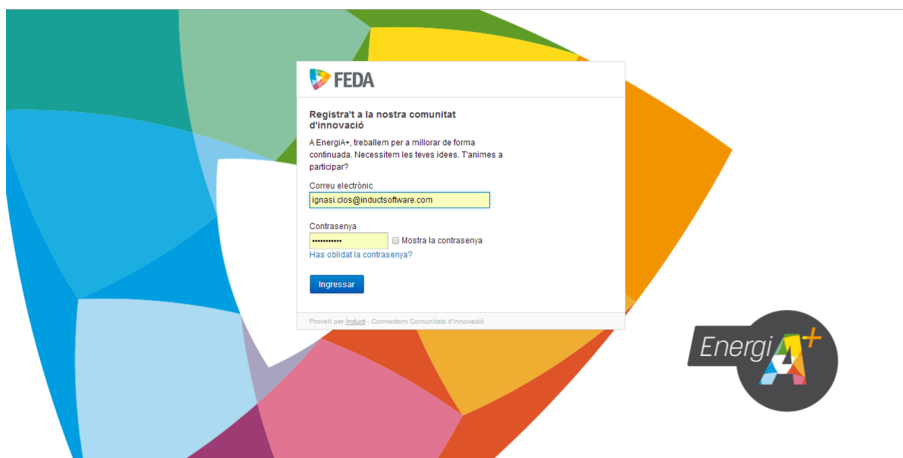 FEDA
Registra't a la nostra comunitat
d'innovació
A EnergiA+, treballem per a millorar de forma
continuada. Necessitem les teves idees. T'animes a
participar?
Correu electrònic
ignasi.clos@inductsoftware.com
Contrasenya
•••••••••••
Mostra la contrasenya
Has oblidat la contrasenya?
Ingressar
Proveït per Induct - Connectem Comunitats d'Innovació
EnergiA+